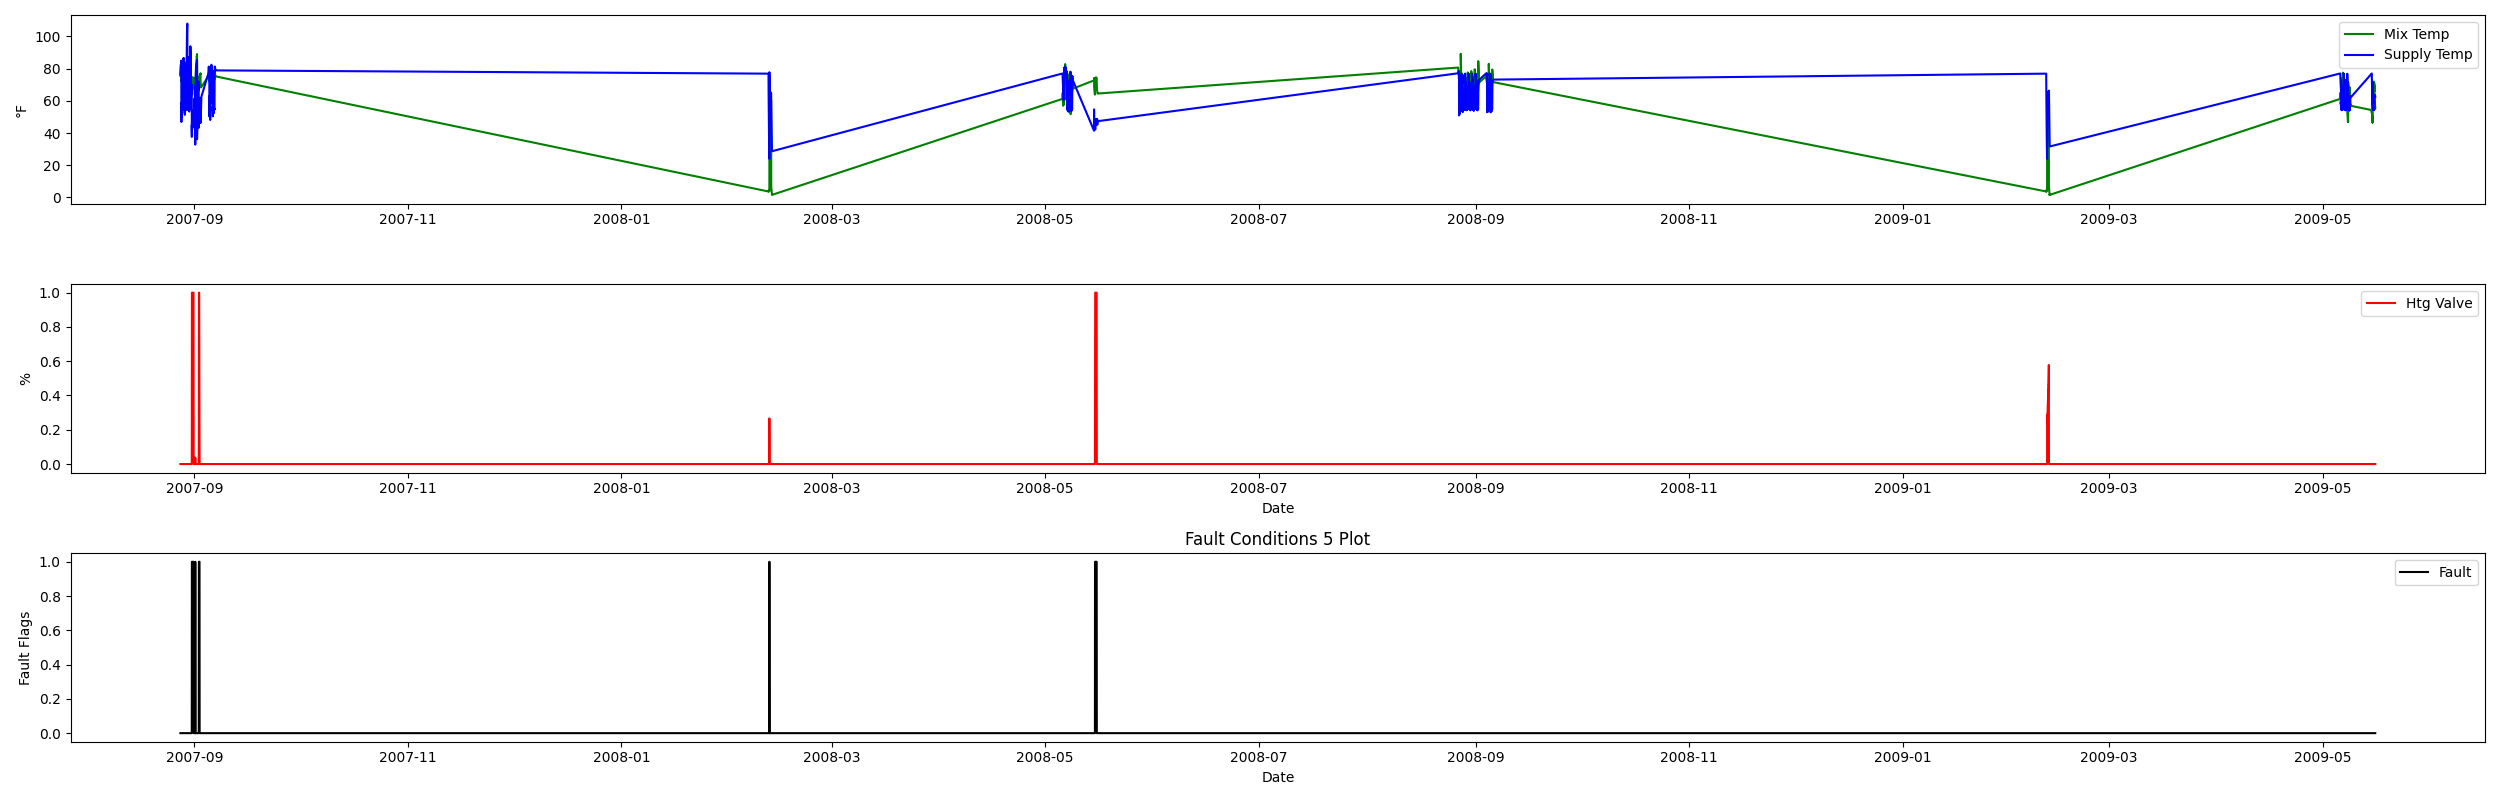 °F
100
80
60
40
20
0
Mix Temp
Supply Temp
2007-09 2007-11 2008-01 2008-03 2008-05 2008-07 2008-09 2008-11 2009-01 2009-03 2009-05
%
1.0
0.8
0.6
0.4
0.2
0.0
Htg Valve
2007-09 2007-11 2008-01 2008-03 2008-05 2008-07 2008-09 2008-11 2009-01 2009-03 2009-05
Date
Fault Conditions 5 Plot
Fault Flags
1.0
0.8
0.6
0.4
0.2
0.0
Fault
2007-09 2007-11 2008-01 2008-03 2008-05 2008-07 2008-09 2008-11 2009-01 2009-03 2009-05
Date